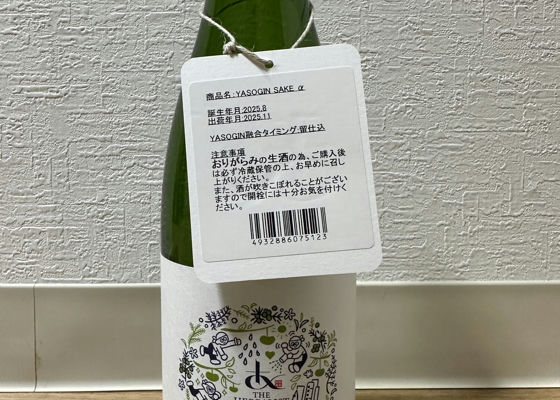 商品名:YASOGIN SAKE α
誕生年月:2025.8
出荷年月:2025.11
YASOGIN融合タイミング:留仕込
注意事項
おりがらみの生酒の為、ご購入後
は必ず冷蔵保管の上、お早めに召し
上がりください。
また、酒が吹きこぼれることがござい
ますので開栓には十分お気を付けく
ださい。
4932886075123
THE